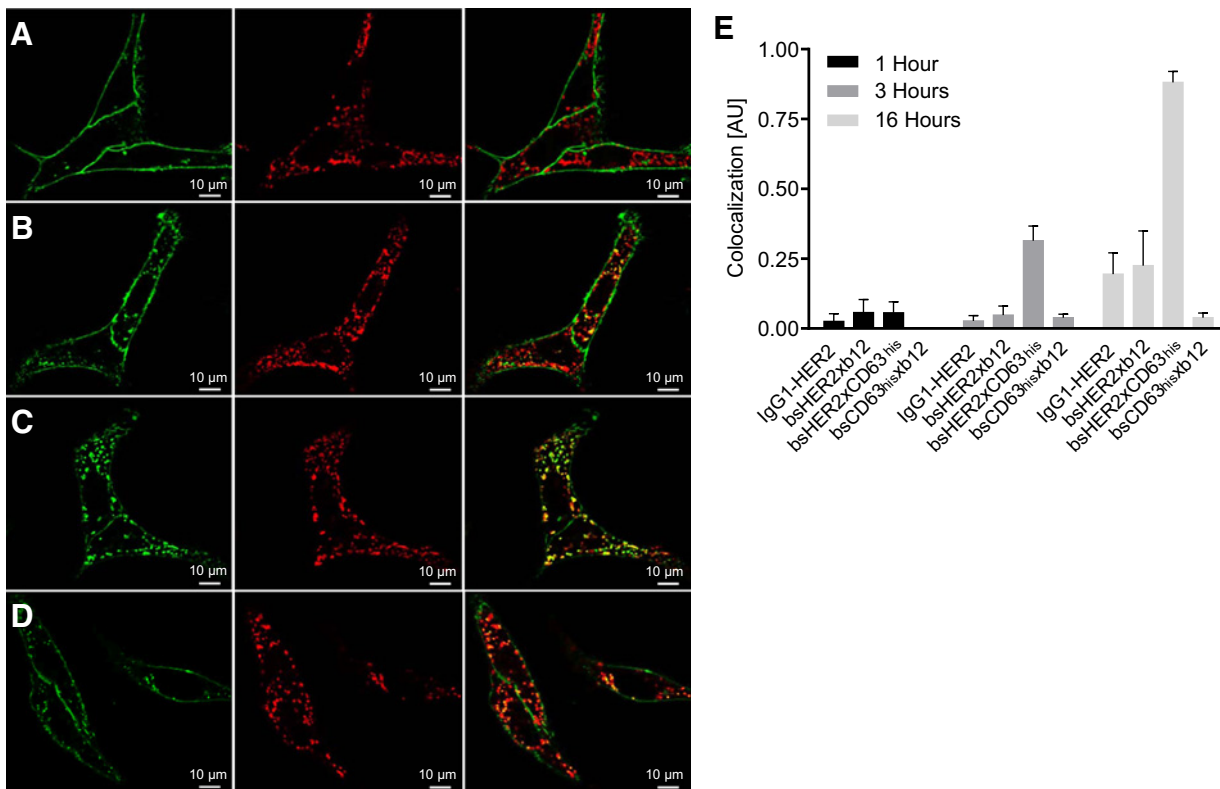 A
10 µm
10 µm
10 µm
B
10 µm
10 µm
10 µm
C
10 µm
10 µm
10 µm
D
10 µm
10 µm
10 µm
E
Colocalization [AU]
1.00
0.75
0.50
0.25
0.00
1 Hour
3 Hours
16 Hours
IgG1-HER2
bsHER2xb12
bsHER2xCD63his
bsCD63hisxb12
IgG1-HER2
bsHER2xb12
bsHER2xCD63his
bsCD63hisxb12
IgG1-HER2
bsHER2xb12
bsHER2xCD63his
bsCD63hisxb12